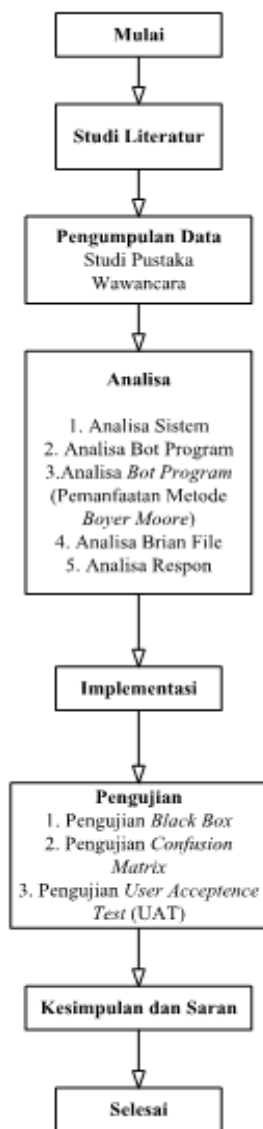 Mulai
Studi Literatur
Pengumpulan Data
Studi Pustaka
Wawancara
Analisa
1. Analisa Sistem
2. Analisa Bot Program
3.Analisa Bot Program
(Pemanfaatan Metode
Boyer Moore)
4. Analisa Brian File
5. Analisa Respon
Implementasi
Pengujian
1. Pengujian Black Box
2. Pengujian Confusion
Matrix
3. Pengujian User Acceptence
Test (UAT)
Kesimpulan dan Saran
Selesai